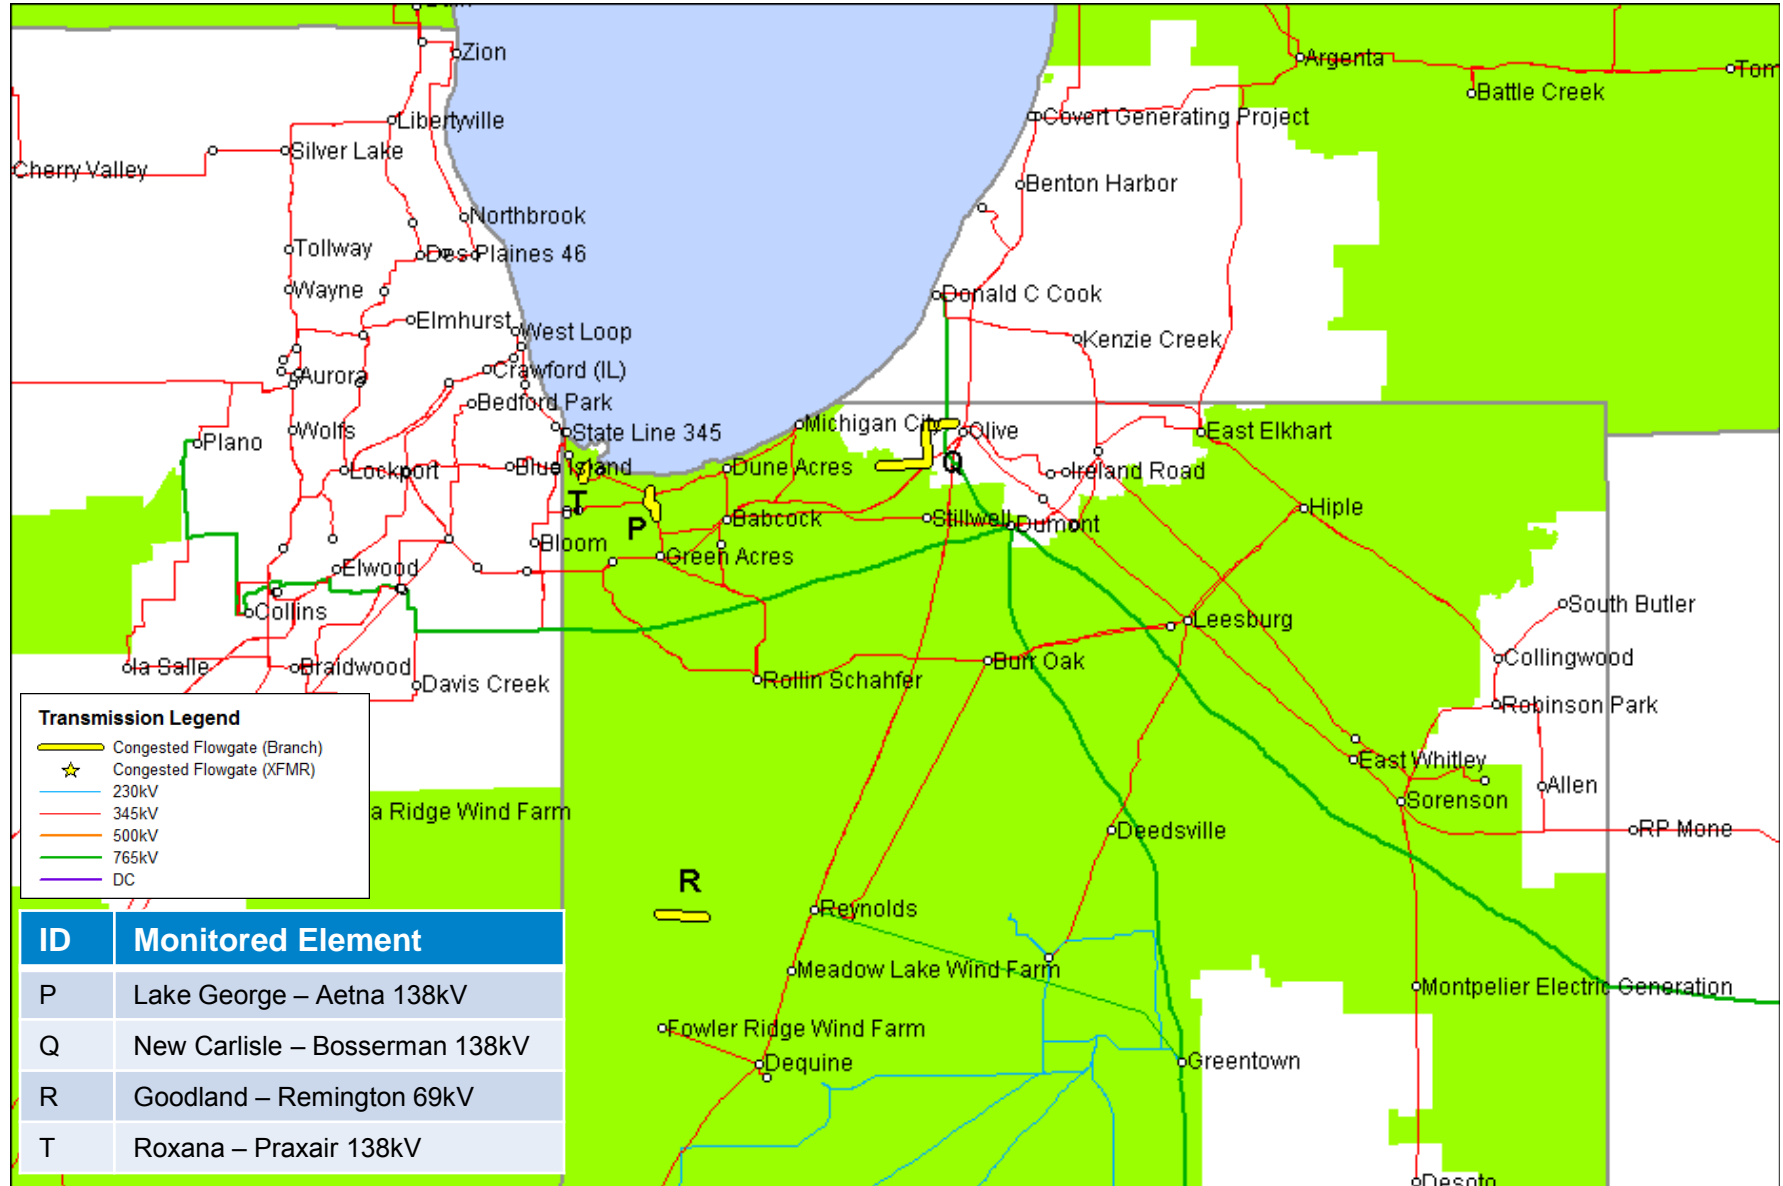 Zion
Argenta
Tom
Battle Creek
Libertyville
Covert Generating Project
Silver Lake
Cherry Valley
Benton Harbor
Northbrook
Tollway
Des Plaines 46
Wayne
Donald C Cook
Elmhurst
West Loop
Kenzie Creek
Crawford (IL)
Aurora
Bedford Park
Michigan City
Wolfs
State Line 345
Olive
East Elkhart
Plano
Lockport
Blue Island
Dune Acres
Q
Ireland Road
T
P
Babcock
Stillwell
Dumont
Hiple
Bloom
Green Acres
Elwood
Collins
South Butler
Leesburg
la Salle
Braidwood
Burr Oak
Collingwood
Davis Creek
Rollin Schahfer
Robinson Park
Transmission Legend
Congested Flowgate (Branch)
Congested Flowgate (XFMR)
230kV
345kV
500kV
765kV
DC
East Whitley
Allen
Sorenson
a Ridge Wind Farm
Deedsville
RP Mone
R
Reynolds
Meadow Lake Wind Farm
Montpelier Electric Generation
Fowler Ridge Wind Farm
Dequine
Greentown
Desoto
ID Monitored Element
P Lake George – Aetna 138kV
Q New Carlisle – Bosserman 138kV
R Goodland – Remington 69kV
T Roxana – Praxair 138kV